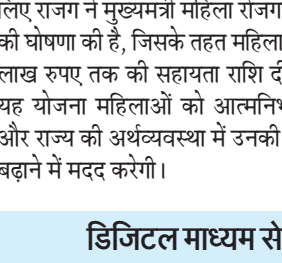 लिए राजग ने मुख्यमंत्री महिला रोजग
की घोषणा की है, जिसके तहत महिला
लाख रुपए तक की सहायता राशि दी
यह योजना महिलाओं को आत्मनिभ
और राज्य की अर्थव्यवस्था में उनकी
बढ़ाने में मदद करेगी।
डिजिटल माध्यम से